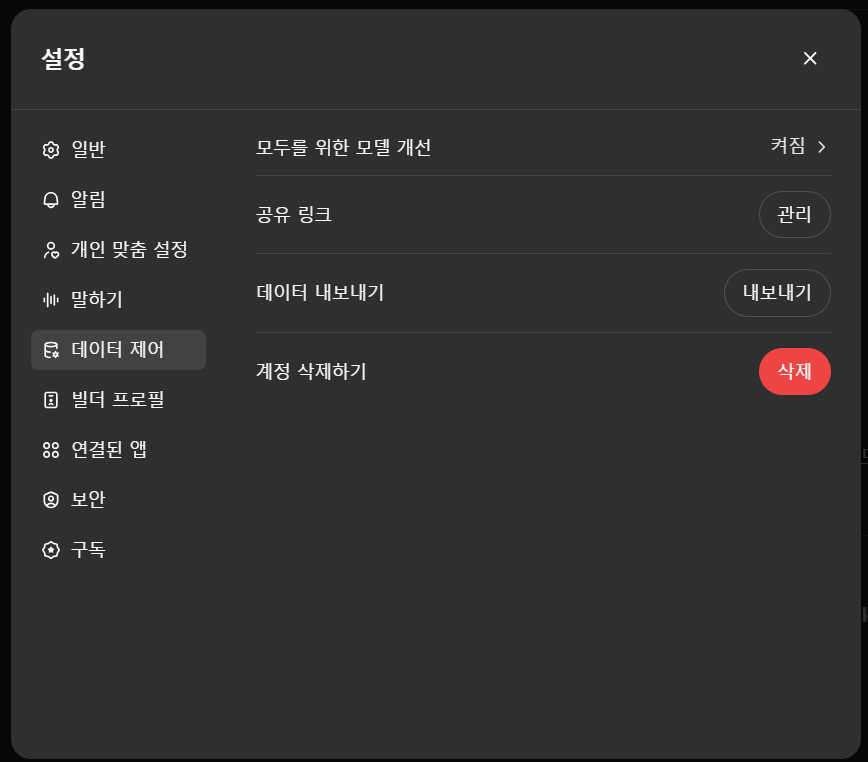 설정
일반
알림
개인 맞춤 설정
말하기
데이터 제어
빌더 프로필
연결된 앱
보안
구독
모두를 위한 모델 개선
켜짐
공유 링크
관리
데이터 내보내기
내보내기
계정 삭제하기
삭제